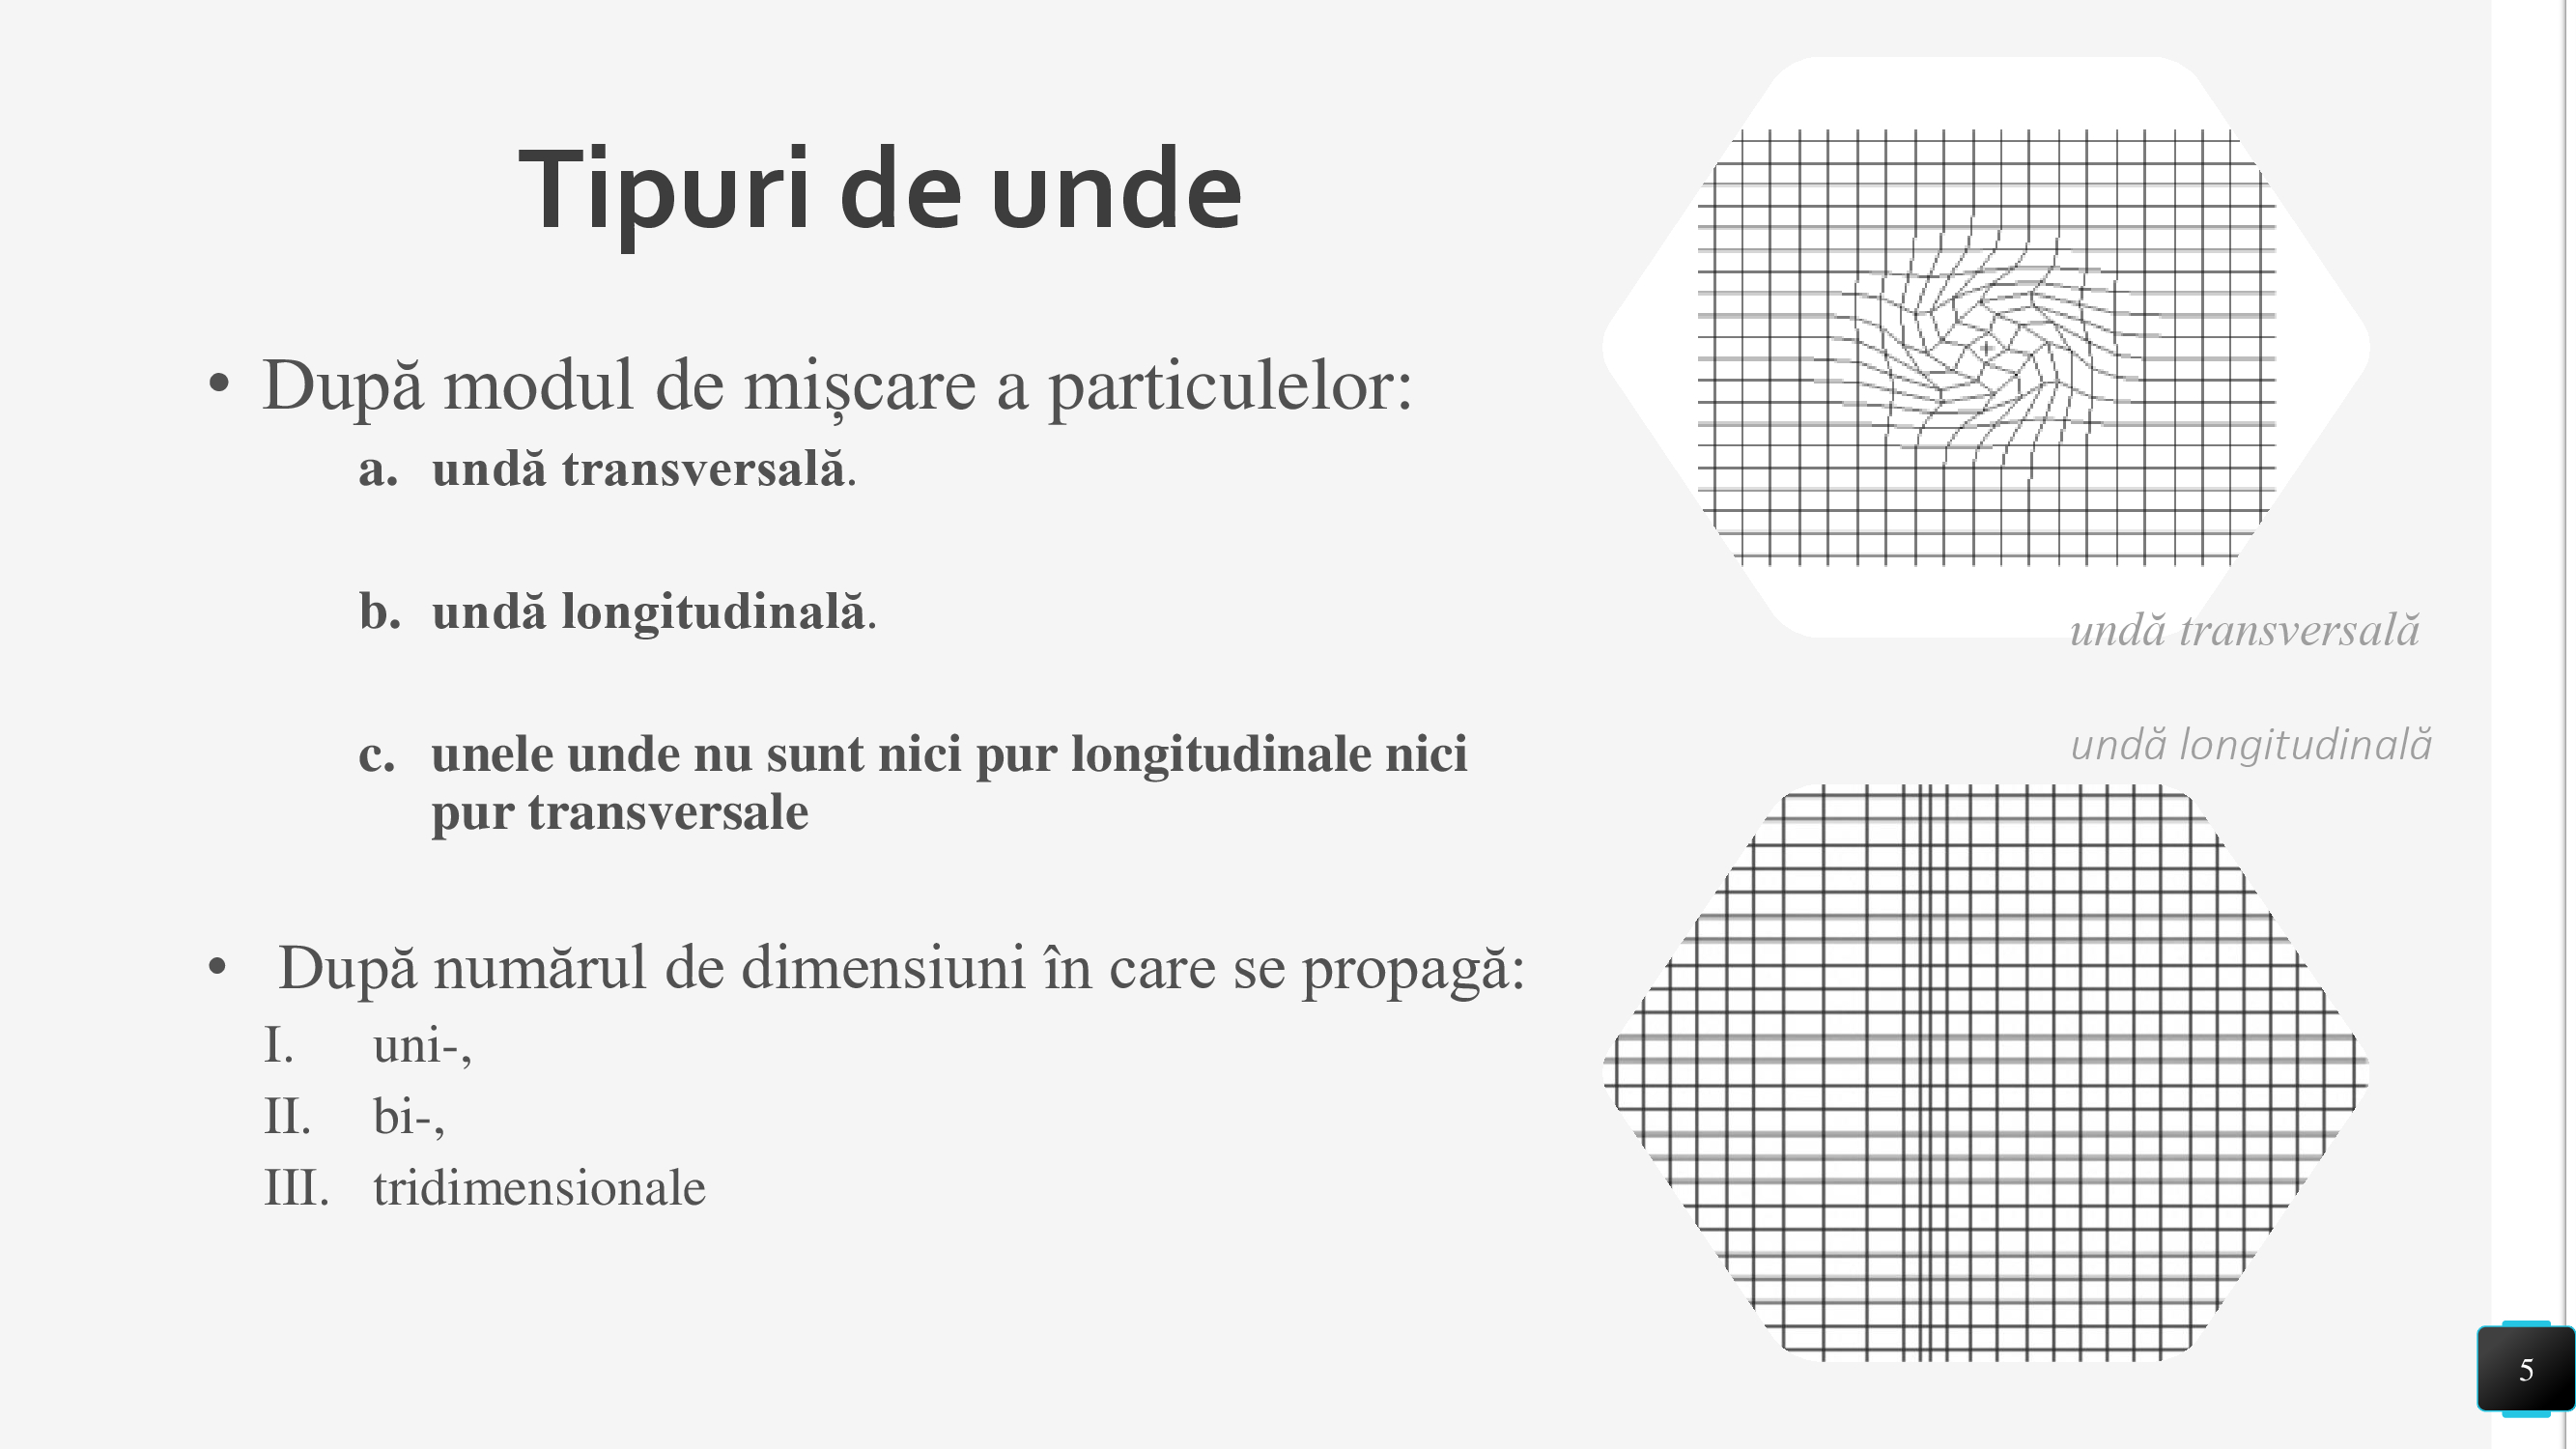 Tipuri de unde
• După modul de mișcare a particulelor:
a. undă transversală.
b. undă longitudinală.
c. unele unde nu sunt nici pur longitudinale nici
pur transversale
• După numărul de dimensiuni în care se propagă:
I. uni-,
II. bi-,
III. tridimensionale
undă transversală
undă longitudinală
5